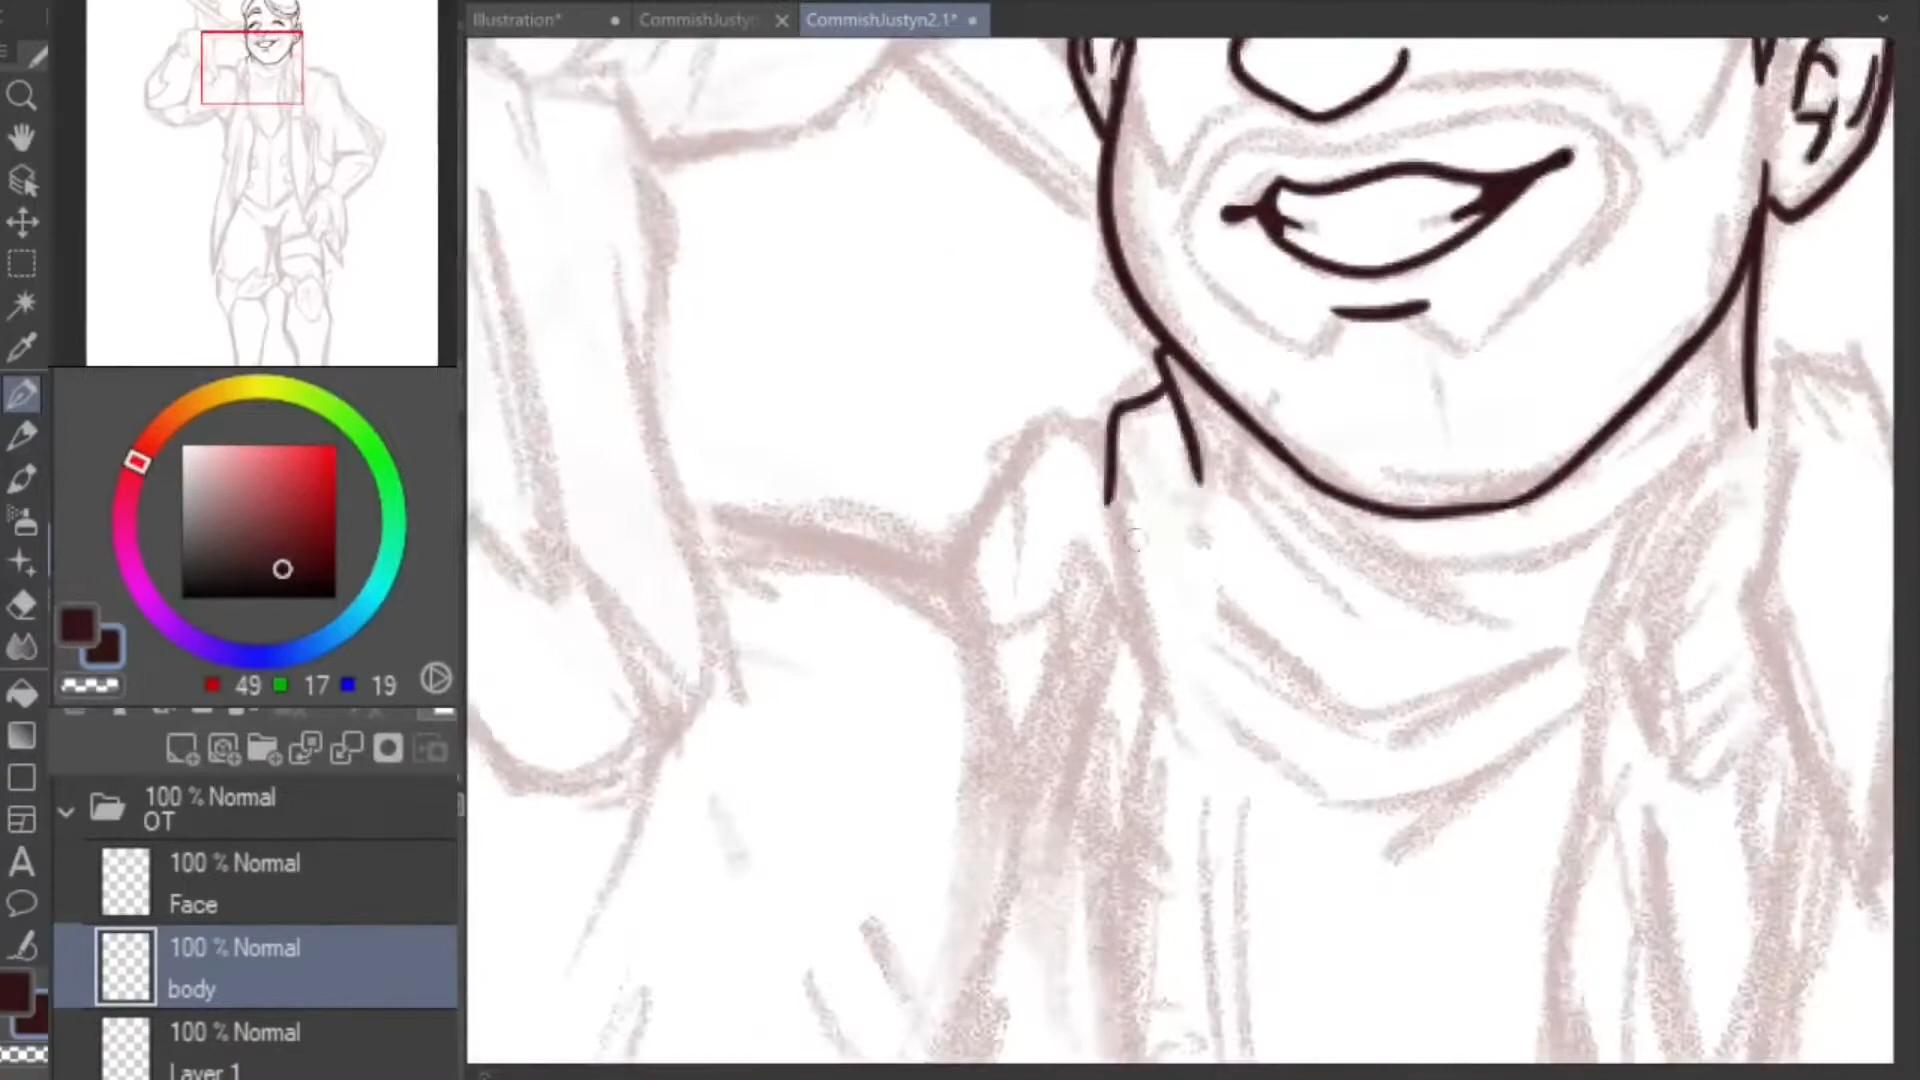 Illustration*
CommishJustyn
CommishJustyn2.1*
49 17 19
100 % Normal
OT
100 % Normal
Face
100 % Normal
body
100 % Normal
Layer 1
A